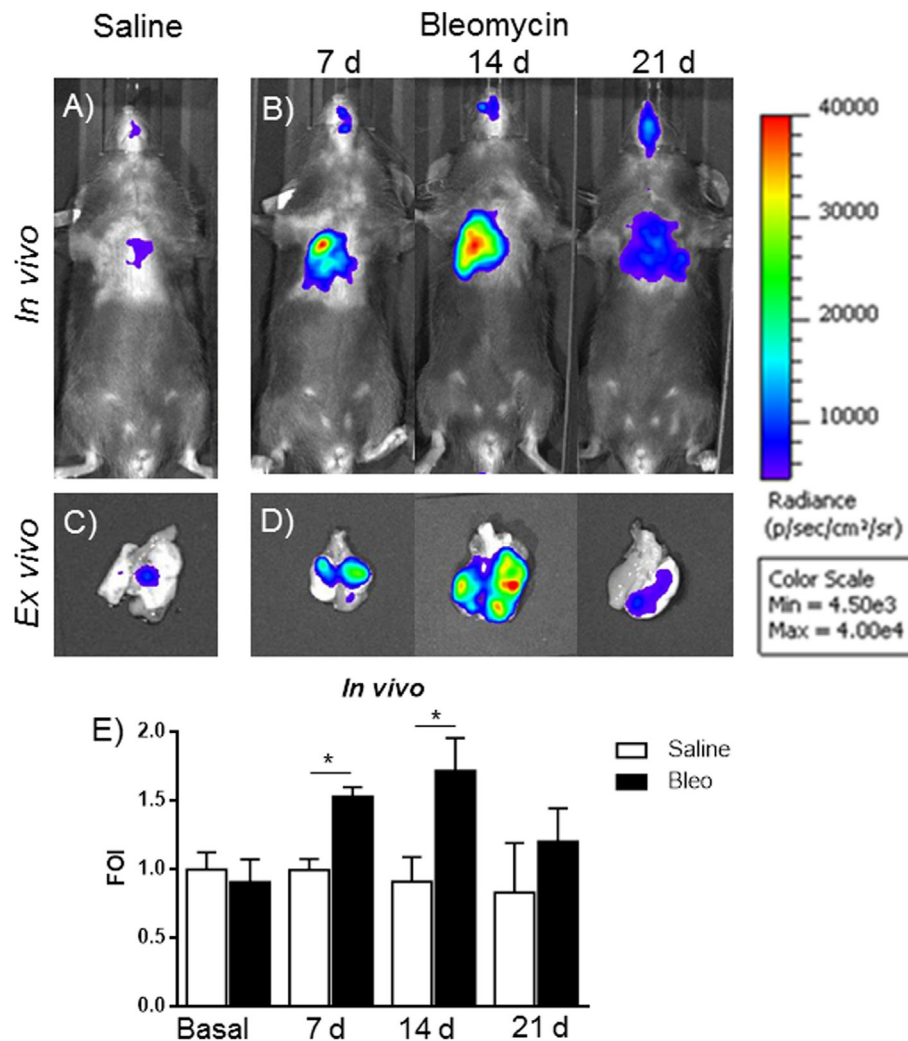 Saline
Bleomycin
7 d 14 d 21 d
In vivo
A)
B)
40000
30000
20000
10000
Radiance
(p/sec/cm²/sr)
Color Scale
Min = 4.50e3
Max = 4.00e4
Ex vivo
C)
D)
In vivo
E)
FOI
2.0
1.5
1.0
0.5
0.0
* *
Saline
Bleo
Basal 7 d 14 d 21 d